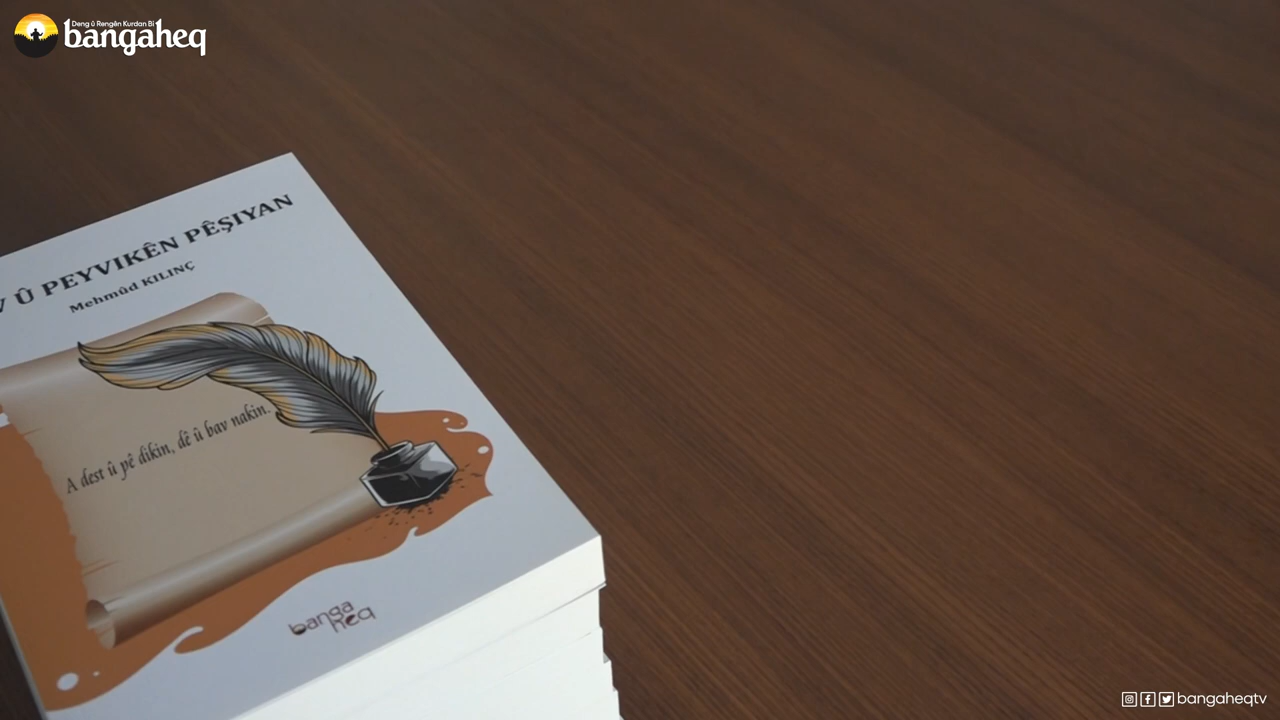 Deng û Rengên Kurdan Bi
bangaheq
Û PEYVIKÊN PÊŞIYAN
Mehmûd KILINÇ
A dest û pê dikin, dê û bav nakin.
banga
heq
bangaheqtv